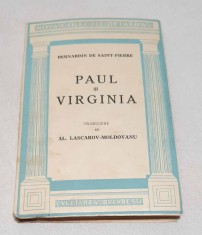 BERNARDIN DE SAINT-PIERRE
PAUL
ȘI
VIRGINIA
TRADUCERE
DE
AL. LASCAROV-MOLDOVANU